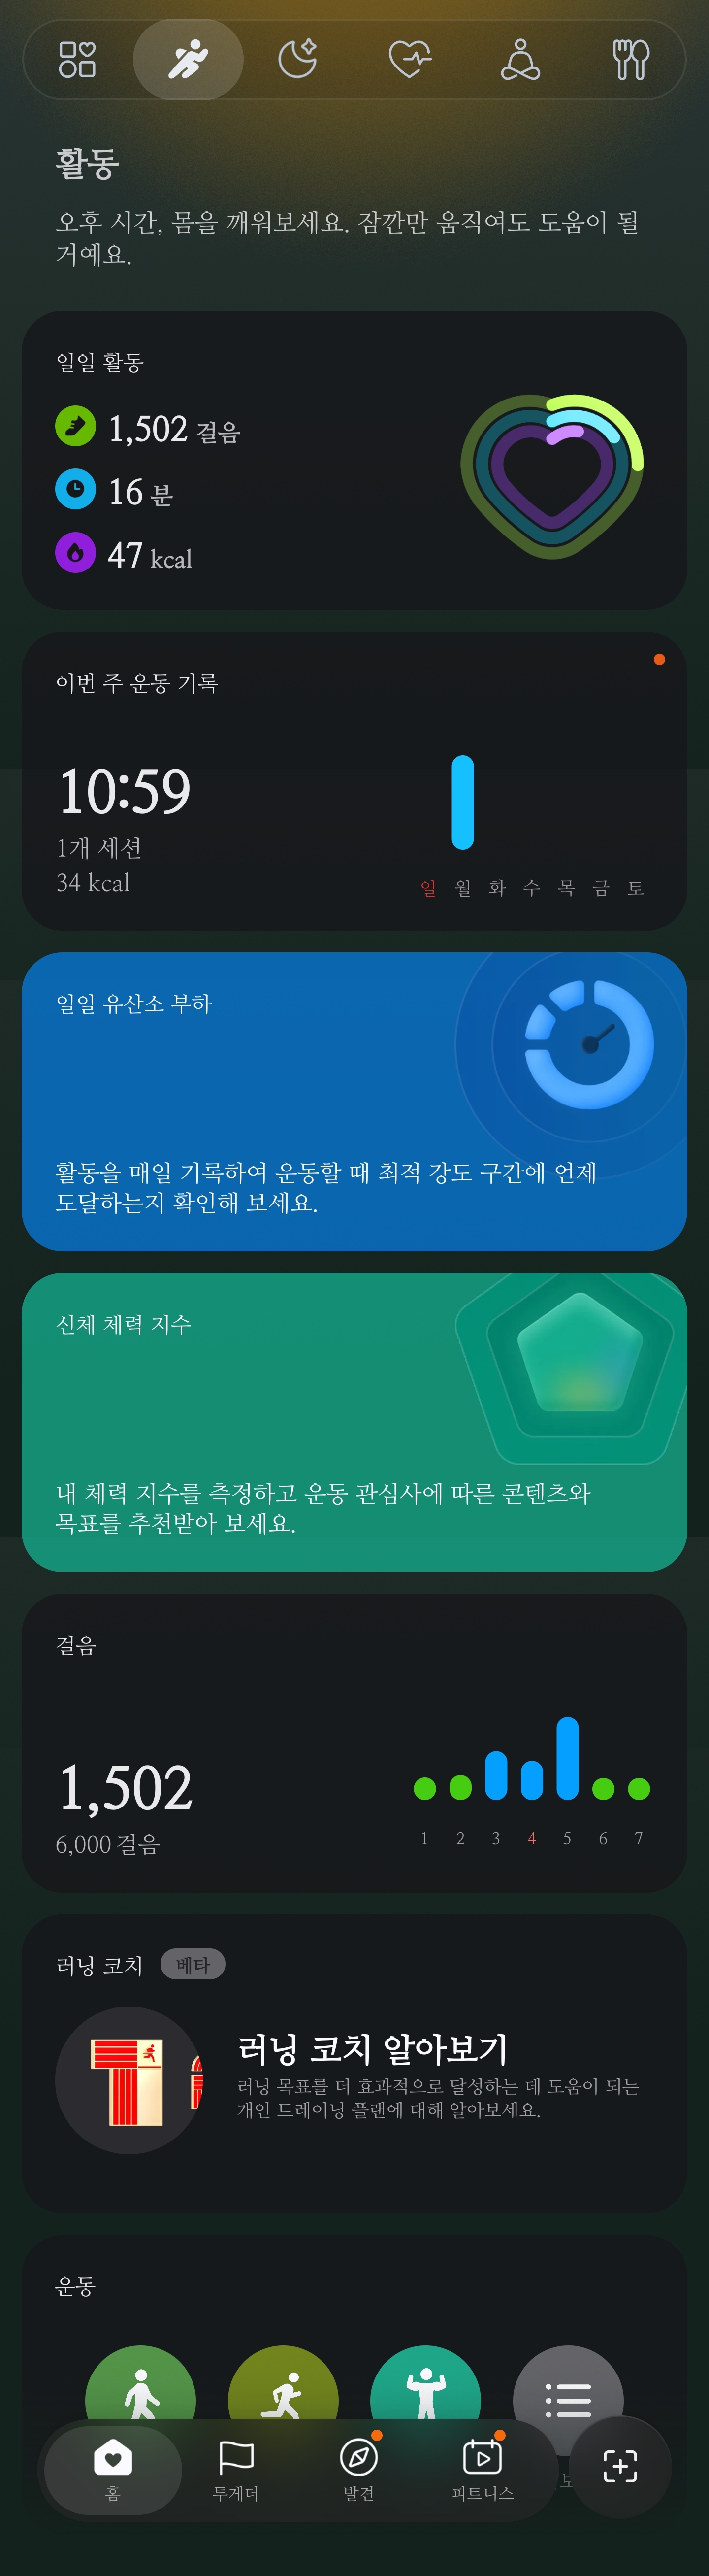 활동
오후 시간, 몸을 깨워보세요. 잠깐만 움직여도 도움이 될
거예요.
일일 활동
1,502 걸음
16 분
47 kcal
이번 주 운동 기록
10:59
1개 세션
34 kcal
일 월 화 수 목 금 토
일일 유산소 부하
활동을 매일 기록하여 운동할 때 최적 강도 구간에 언제
도달하는지 확인해 보세요.
신체 체력 지수
내 체력 지수를 측정하고 운동 관심사에 따른 콘텐츠와
목표를 추천받아 보세요.
걸음
1,502
6,000 걸음
1 2 3 4 5 6 7
러닝 코치 베타
러닝 코치 알아보기
러닝 목표를 더 효과적으로 달성하는 데 도움이 되는
개인 트레이닝 플랜에 대해 알아보세요.
운동
홈 투게더 발견 피트니스